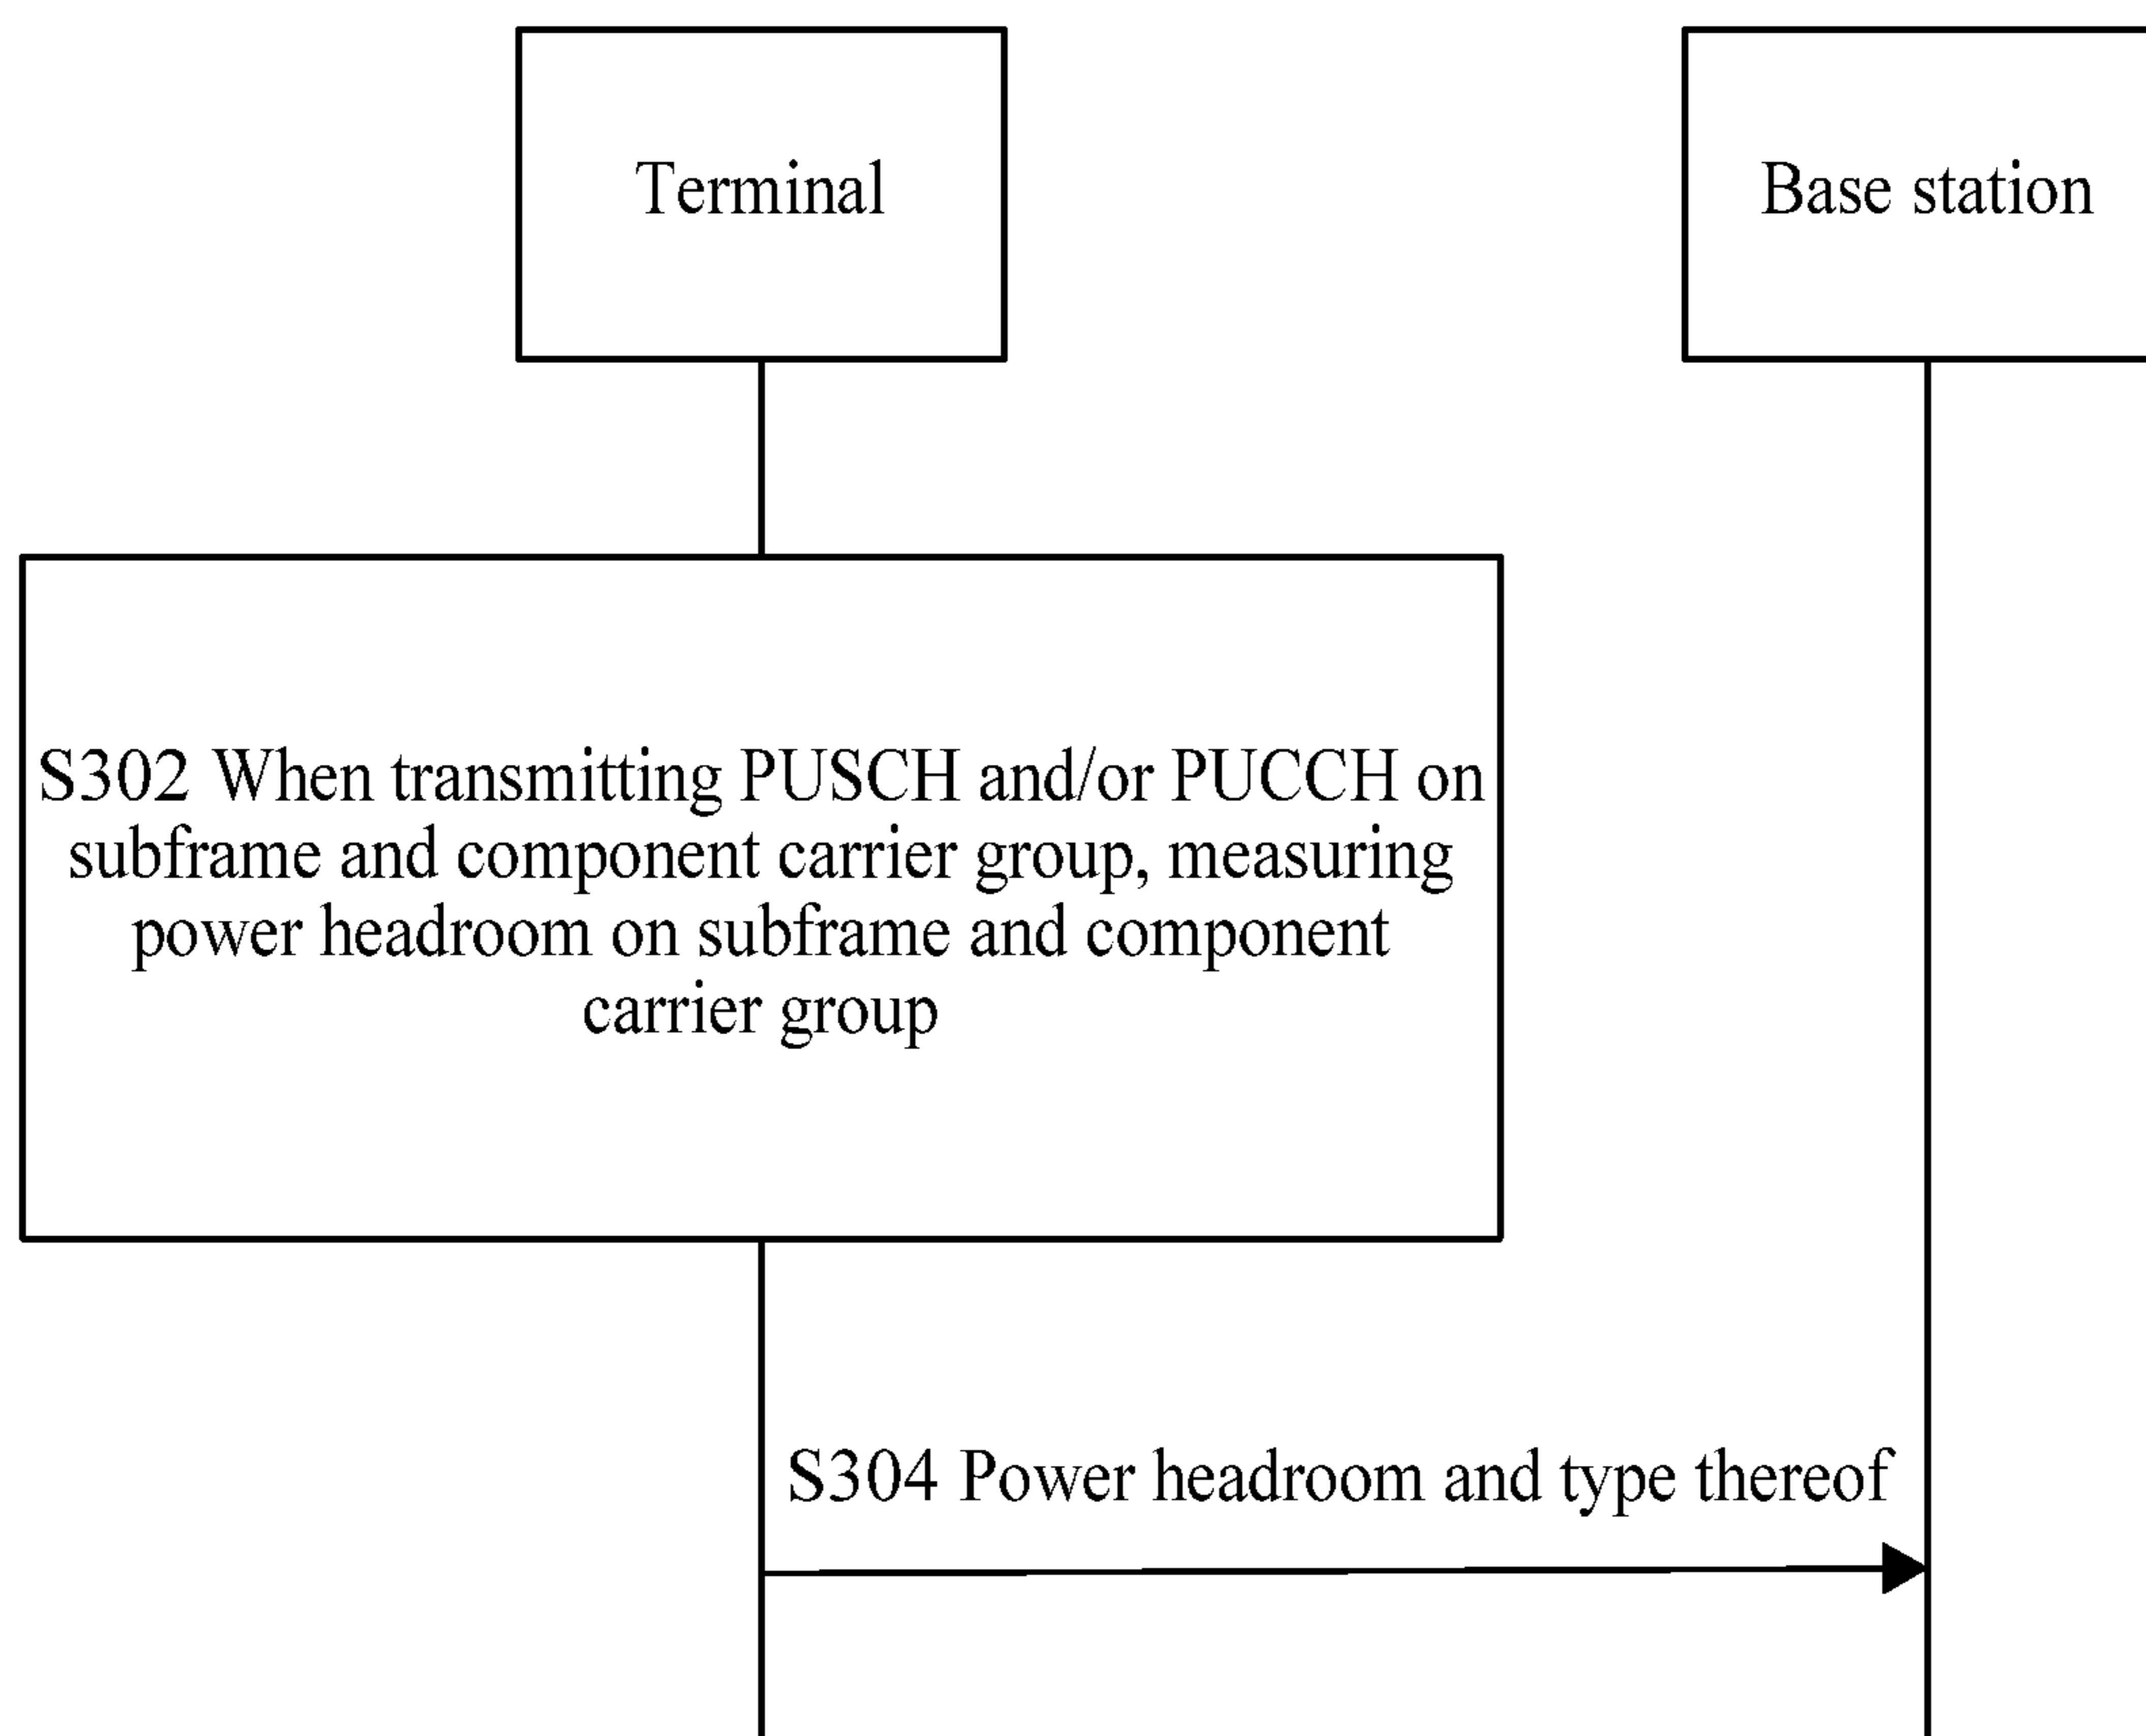 Terminal
Base station
S302 When transmitting PUSCH and/or PUCCH on
subframe and component carrier group, measuring
power headroom on subframe and component
carrier group
S304 Power headroom and type thereof